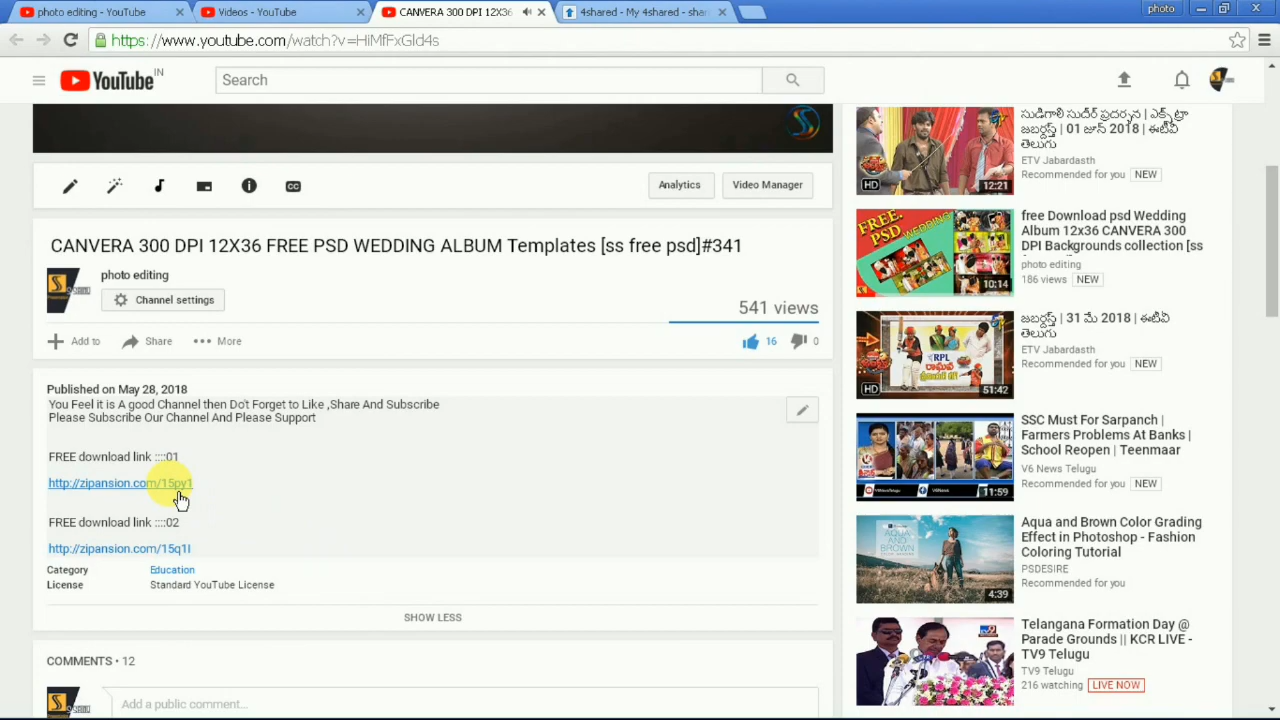 photo editing - YouTube
Videos - YouTube
CANVERA 300 DPI 12X36
4shared - My 4shared - shar
photo
https://www.youtube.com/watch?v=HiMfFxGld4s
YouTube IN
Search
Analytics
Video Manager
CANVERA 300 DPI 12X36 FREE PSD WEDDING ALBUM Templates [ss free psd]#341
photo editing
Channel settings
541 views
Add to
Share
More
16
0
Published on May 28, 2018
You Feel it is A good Channel then Do't Forget to Like ,Share And Subscribe
Please Subscribe Our Channel And Please Support
FREE download link ::::01
http://zipansion.com/15py1
FREE download link ::::02
http://zipansion.com/15q1I
Category Education
License Standard YouTube License
SHOW LESS
COMMENTS • 12
Add a public comment...
సుడిగాలి సుధీర్ ప్రదర్శన | ఎక్స్ ట్రా
జబర్దస్త్ | 01 జూన్ 2018 | ఈటీవీ
తెలుగు
ETV Jabardasth
Recommended for you NEW
HD
12:21
free Download psd Wedding
Album 12x36 CANVERA 300
DPI Backgrounds collection [ss
photo editing
186 views NEW
FREE.
PSD WEDDING
10:14
జబర్దస్త్ | 31 మే 2018 | ఈటీవీ
తెలుగు
ETV Jabardasth
Recommended for you NEW
RPL
HD
51:42
SSC Must For Sarpanch |
Farmers Problems At Banks |
School Reopen | Teenmaar
V6 News Telugu
Recommended for you NEW
11:59
Aqua and Brown Color Grading
Effect in Photoshop - Fashion
Coloring Tutorial
PSDESIRE
Recommended for you
AQUA
AND
BROWN
4:39
Telangana Formation Day @
Parade Grounds || KCR LIVE -
TV9 Telugu
TV9 Telugu
216 watching LIVE NOW